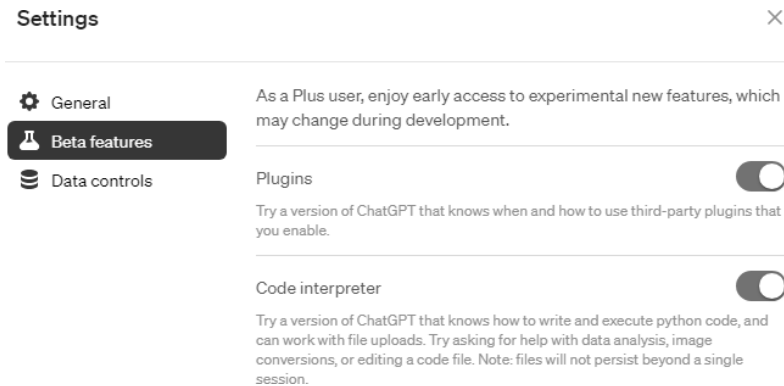 Settings
General
Beta features
Data controls
As a Plus user, enjoy early access to experimental new features, which
may change during development.
Plugins
Try a version of ChatGPT that knows when and how to use third-party plugins that
you enable.
Code interpreter
Try a version of ChatGPT that knows how to write and execute python code, and
can work with file uploads. Try asking for help with data analysis, image
conversions, or editing a code file. Note: files will not persist beyond a single
session.